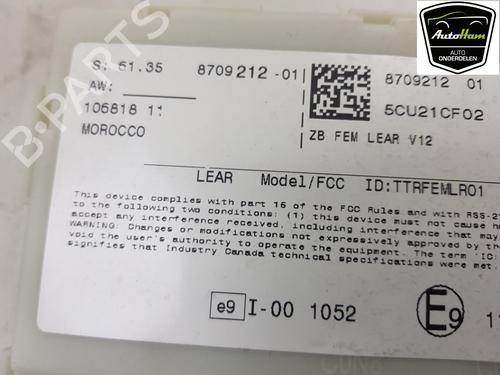 AutoHam
AUTO
ONDERDELEN
B-PARTS
S: 61.35 8709212 -01
8709212 01
AW:
5CU21CF02
106818 11
MOROCCO
ZB FEM LEAR V12
LEAR Model/FCC ID:TTRFEMLR01
This device complies with part 15 of the FCC Rules and with RSS-21
to the following two conditions: (1) this device must not cause h
accept any interference received, including interference that may
WARNING: Changes or modifications not expressively approved by th
void the user's authority to operate the equipment. The term 'ID:
signifies that Industry Canada technical specifications were met.
e9 I-00 1052
E9 1